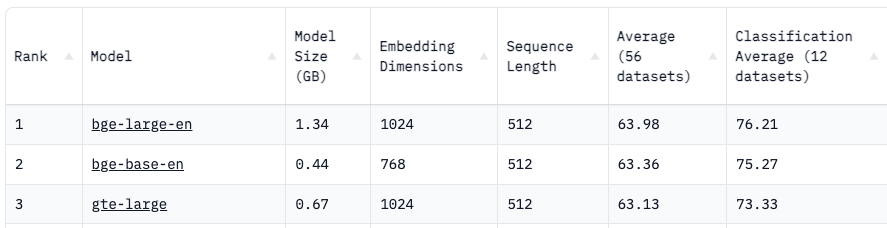 Rank Model Model Size (GB) Embedding Dimensions Sequence Length Average (56 datasets) Classification Average (12 datasets)
1 bge-large-en 1.34 1024 512 63.98 76.21
2 bge-base-en 0.44 768 512 63.36 75.27
3 gte-large 0.67 1024 512 63.13 73.33